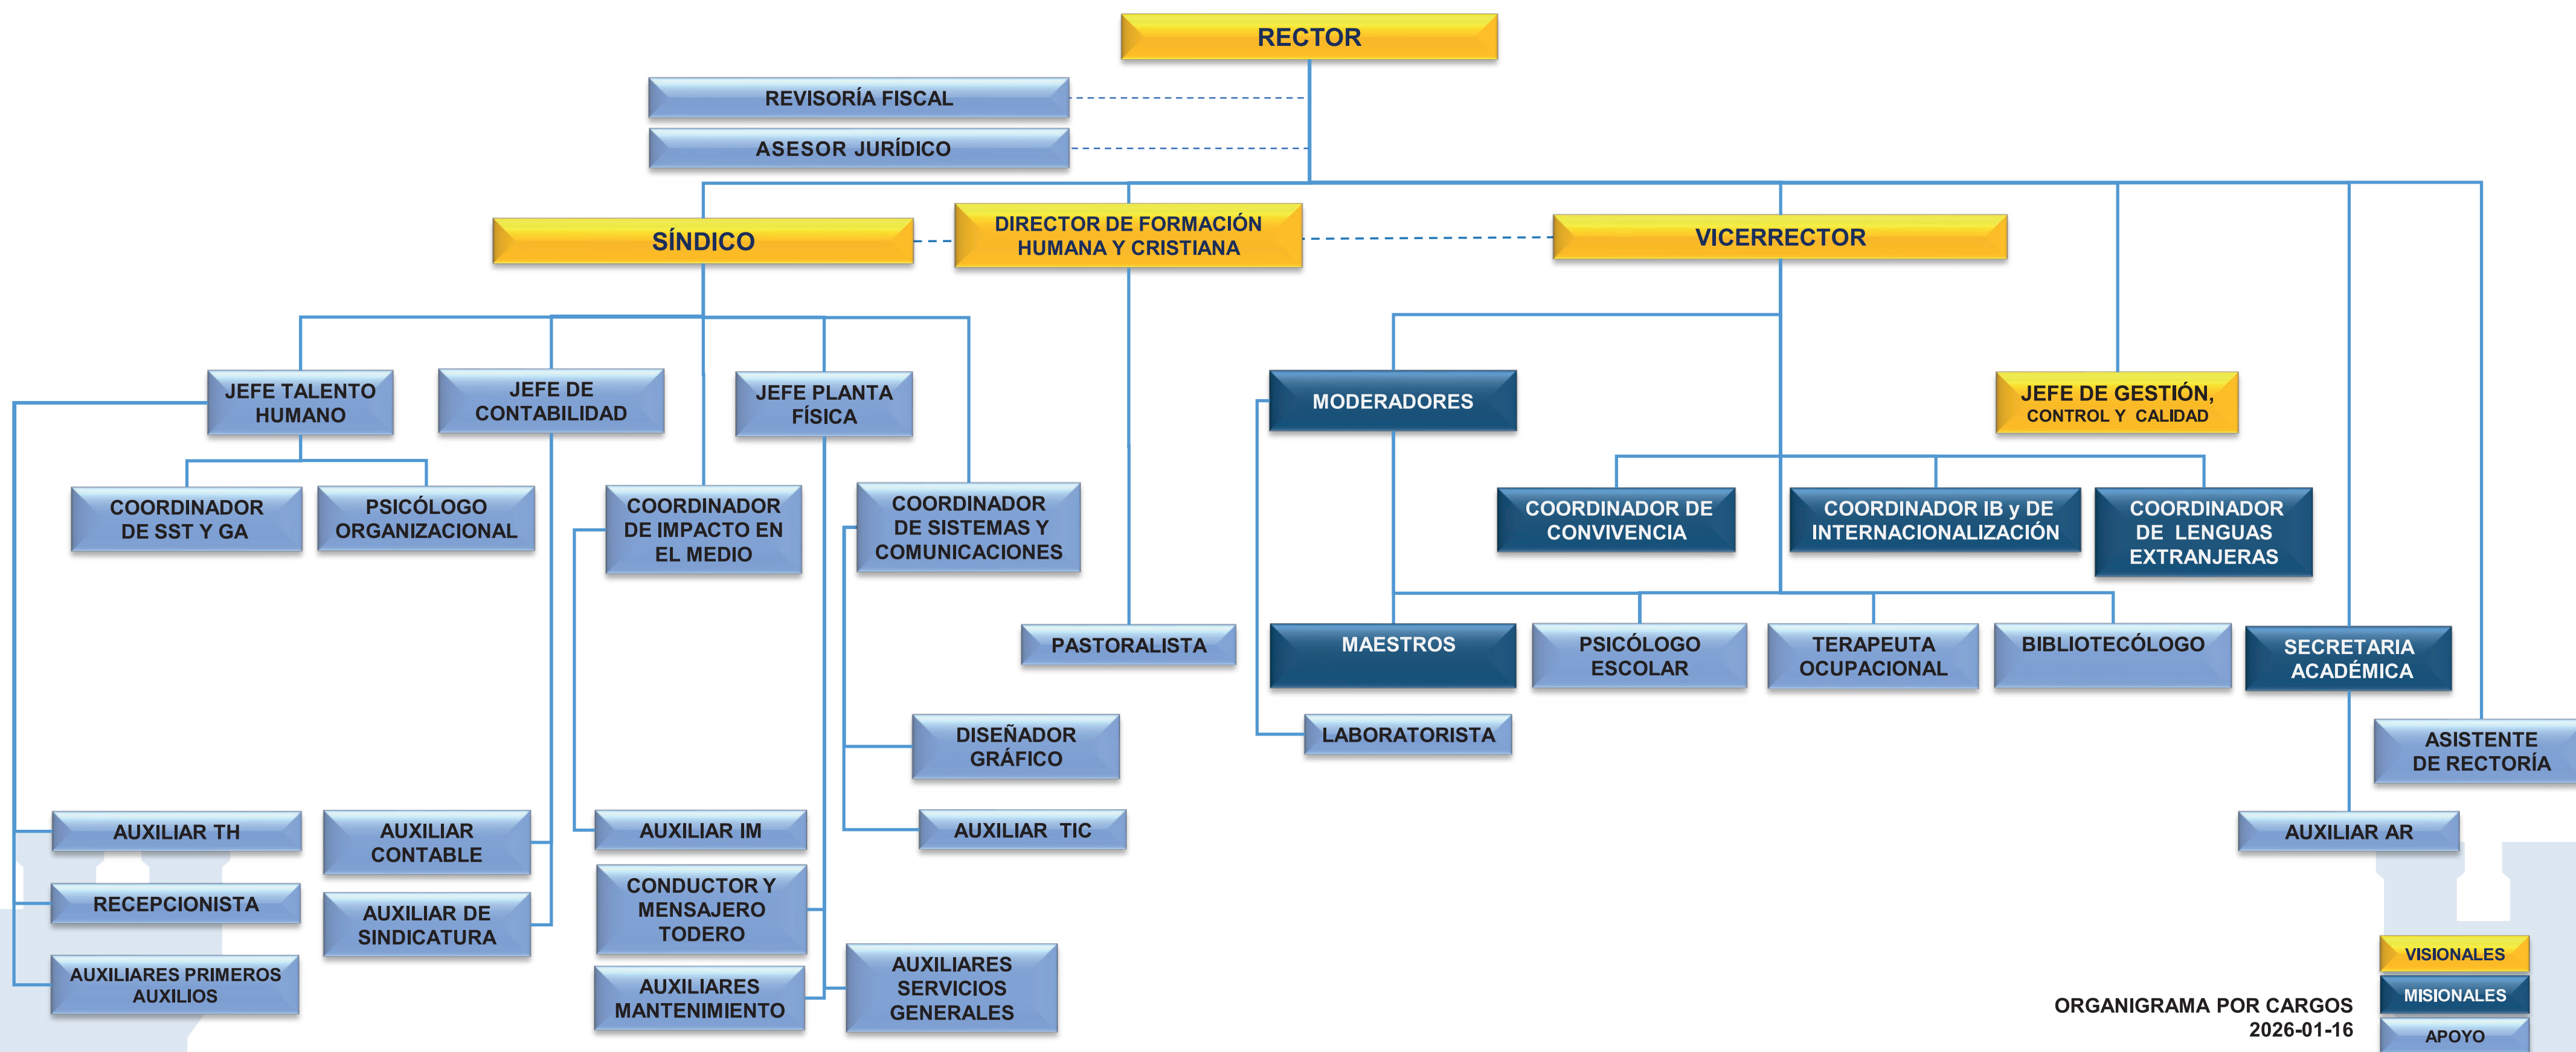 RECTOR
REVISORÍA FISCAL
ASESOR JURÍDICO
SÍNDICO
DIRECTOR DE FORMACIÓN
HUMANA Y CRISTIANA
VICERRECTOR
JEFE TALENTO
HUMANO
JEFE DE
CONTABILIDAD
JEFE PLANTA
FÍSICA
MODERADORES
JEFE DE GESTIÓN,
CONTROL Y CALIDAD
COORDINADOR
DE SST Y GA
PSICÓLOGO
ORGANIZACIONAL
COORDINADOR
DE IMPACTO EN
EL MEDIO
COORDINADOR
DE SISTEMAS Y
COMUNICACIONES
COORDINADOR DE
CONVIVENCIA
COORDINADOR IB y DE
INTERNACIONALIZACIÓN
COORDINADOR
DE LENGUAS
EXTRANJERAS
PASTORALISTA
MAESTROS
PSICÓLOGO
ESCOLAR
TERAPEUTA
OCUPACIONAL
BIBLIOTECÓLOGO
SECRETARIA
ACADÉMICA
DISEÑADOR
GRÁFICO
LABORATORISTA
ASISTENTE
DE RECTORÍA
AUXILIAR TH
AUXILIAR
CONTABLE
AUXILIAR IM
AUXILIAR TIC
AUXILIAR AR
RECEPCIONISTA
AUXILIAR DE
SINDICATURA
CONDUCTOR Y
MENSAJERO
TODERO
AUXILIARES PRIMEROS
AUXILIOS
AUXILIARES
MANTENIMIENTO
AUXILIARES
SERVICIOS
GENERALES
VISIONALES
MISIONALES
APOYO
ORGANIGRAMA POR CARGOS
2026-01-16